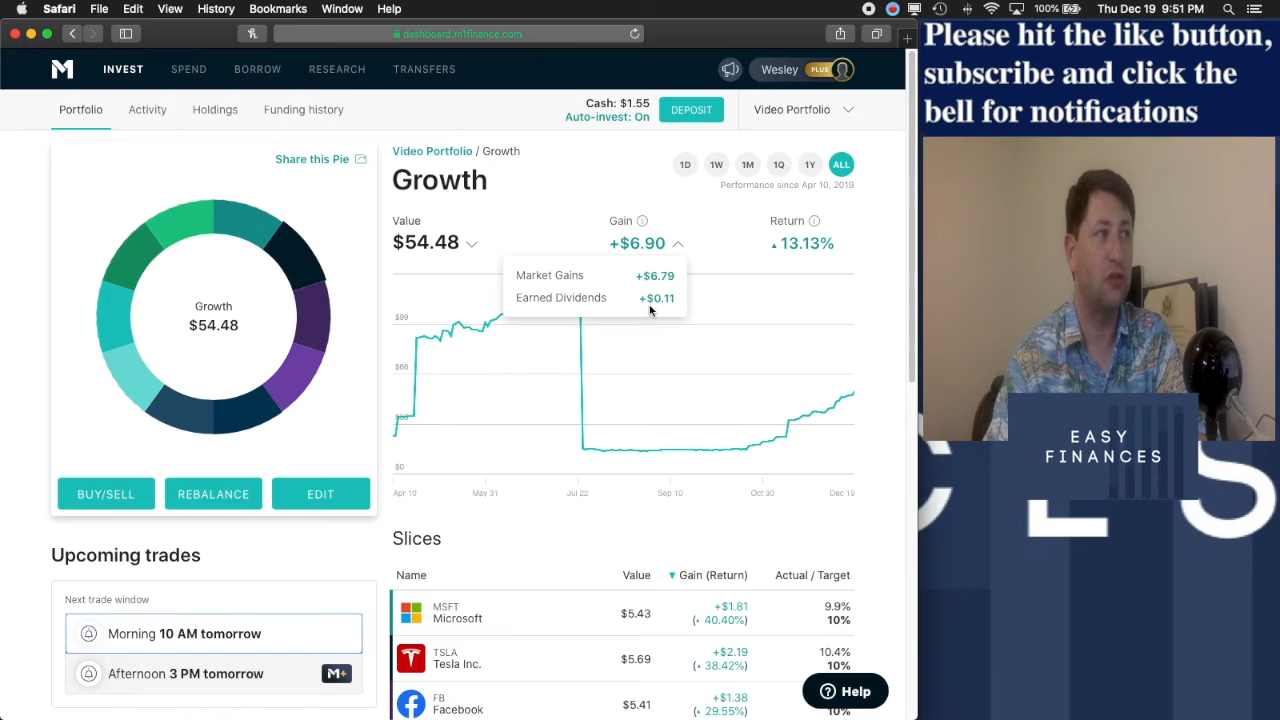 Safari File Edit View History Bookmarks Window Help
100% Thu Dec 19 9:51 PM
Please hit the like button,
subscribe and click the
bell for notifications
dashboard.m1finance.com
INVEST SPEND BORROW RESEARCH TRANSFERS
Wesley PLUS
Portfolio Activity Holdings Funding history
Cash: $1.55
Auto-invest: On
DEPOSIT
Video Portfolio
Share this Pie
Growth
$54.48
BUY/SELL REBALANCE EDIT
Video Portfolio / Growth
Growth
1D 1W 1M 1Q 1Y ALL
Performance since Apr 10, 2019
Value Gain Return
$54.48 +$6.90 13.13%
Market Gains +$6.79
Earned Dividends +$0.11
$99
$66
$0
Apr 10 May 31 Jul 22 Sep 10 Oct 30 Dec 19
Upcoming trades
Next trade window
Morning 10 AM tomorrow
Afternoon 3 PM tomorrow M+
Slices
Name Value Gain (Return) Actual / Target
MSFT
Microsoft
$5.43
+$1.81
(40.40%)
9.9%
10%
TSLA
Tesla Inc.
$5.69
+$2.19
(38.42%)
10.4%
10%
FB
Facebook
$5.41
+$1.38
(29.55%)
10%
Help
EASY
FINANCES